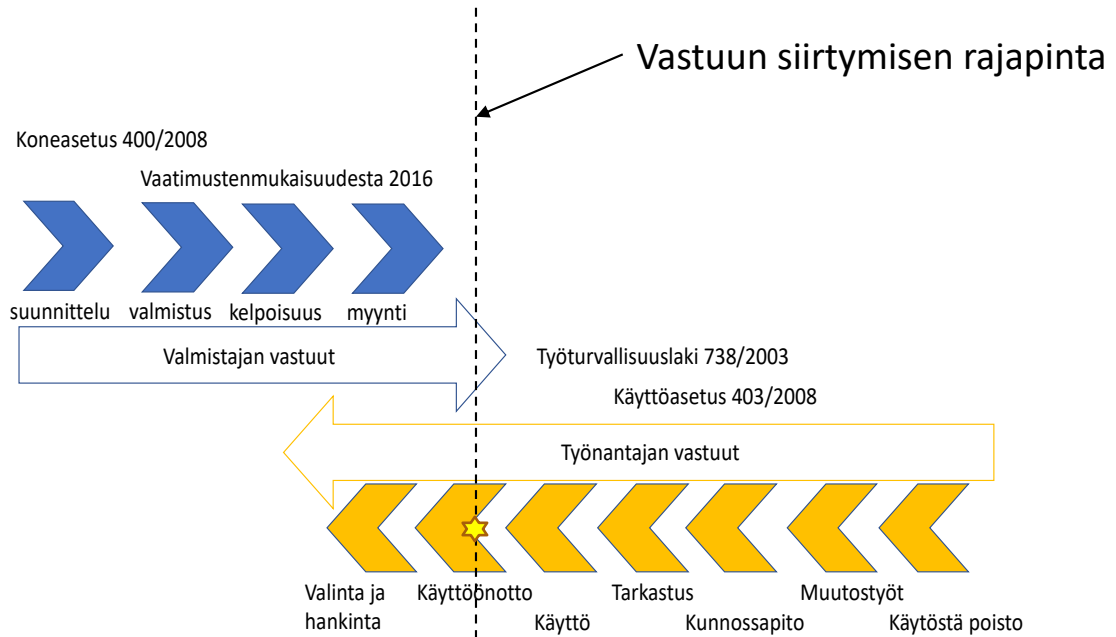 Vastuun siirtymisen rajapinta
Koneasetus 400/2008
Vaatimustenmukaisuudesta 2016
suunnittelu
valmistus
kelpoisuus
myynti
Valmistajan vastuut
Työturvallisuuslaki 738/2003
Käyttöasetus 403/2008
Työnantajan vastuut
Valinta ja
hankinta
Käyttöönotto
Käyttö
Tarkastus
Kunnossapito
Muutostyöt
Käytöstä poisto